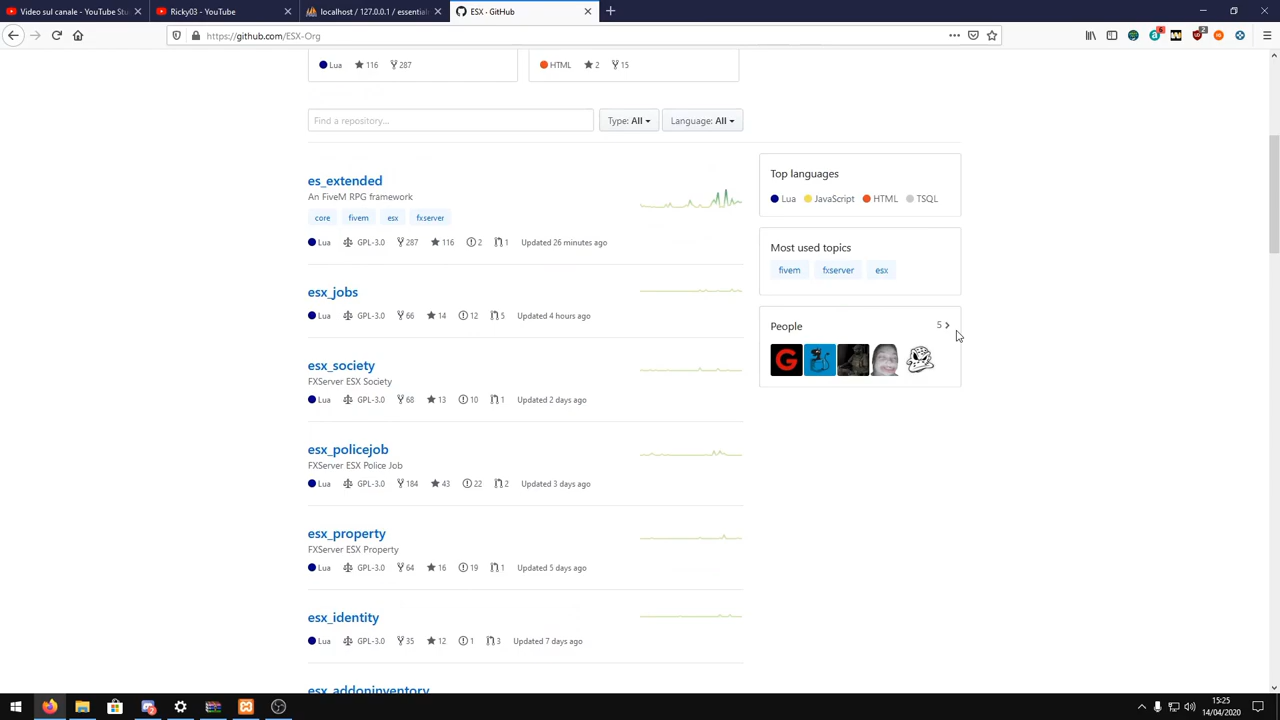 Video sul canale - YouTube Stu
Ricky03 - YouTube
localhost / 127.0.0.1 / essential
ESX · GitHub
https://github.com/ESX-Org
Lua 116 287
HTML 2 15
Find a repository...
Type: All
Language: All
es_extended
An FiveM RPG framework
core fivem esx fxserver
Lua GPL-3.0 287 116 2 1 Updated 26 minutes ago
esx_jobs
Lua GPL-3.0 66 14 12 5 Updated 4 hours ago
esx_society
FXServer ESX Society
Lua GPL-3.0 68 13 10 1 Updated 2 days ago
esx_policejob
FXServer ESX Police Job
Lua GPL-3.0 184 43 22 2 Updated 3 days ago
esx_property
FXServer ESX Property
Lua GPL-3.0 64 16 19 1 Updated 5 days ago
esx_identity
Lua GPL-3.0 35 12 1 3 Updated 7 days ago
esx_addoninventory
Top languages
Lua JavaScript HTML TSQL
Most used topics
fivem fxserver esx
People 5
G
15:25
14/04/2020